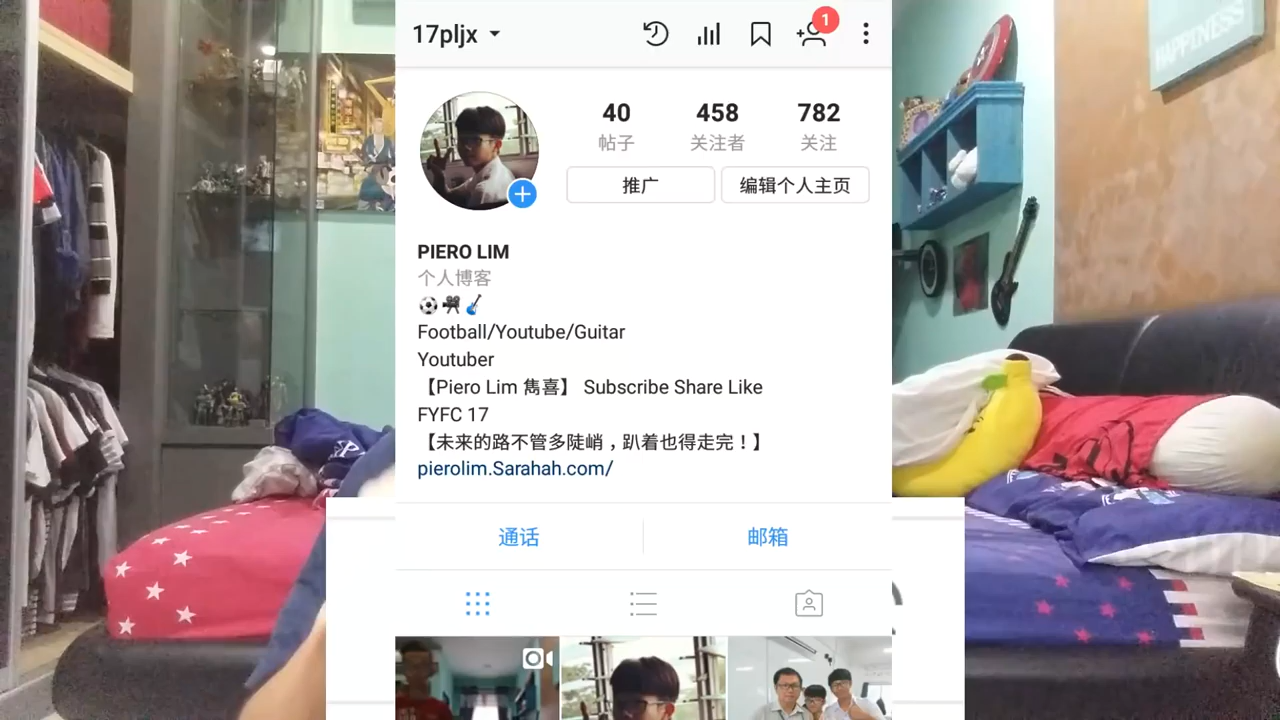 17pljx
1
HAPPINESS
40
458
782
帖子
关注者
关注
推广
编辑个人主页
PIERO LIM
个人博客
Football/Youtube/Guitar
Youtuber
【Piero Lim 雋喜】 Subscribe Share Like
FYFC 17
【未来的路不管多陡峭，趴着也得走完！】
pierolim.Sarahah.com/
通话
邮箱